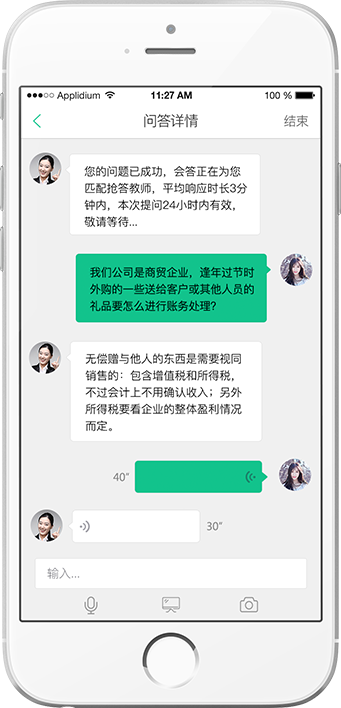 ●●●○○ Applidium 11:27 AM 100 %
问答详情 结束
您的问题已成功，会答正在为您
匹配抢答教师，平均响应时长3分
钟内，本次提问24小时内有效，
敬请等待...
我们公司是商贸企业，逢年过节时
外购的一些送给客户或其他人员的
礼品要怎么进行账务处理？
无偿赠与他人的东西是需要视同
销售的：包含增值税和所得税，
不过会计上不用确认收入；另外
所得税要看企业的整体盈利情况
而定。
40"
30"
输入...